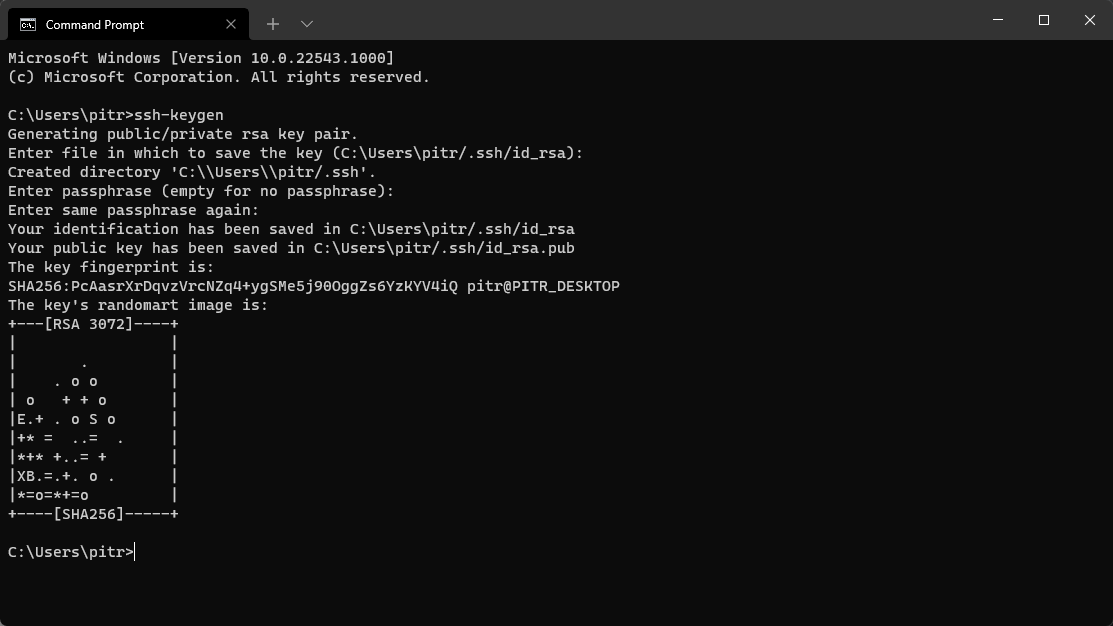 Command Prompt
Microsoft Windows [Version 10.0.22543.1000]
(c) Microsoft Corporation. All rights reserved.

C:\Users\pitr>ssh-keygen
Generating public/private rsa key pair.
Enter file in which to save the key (C:\Users\pitr/.ssh/id_rsa):
Created directory 'C:\\Users\\pitr/.ssh'.
Enter passphrase (empty for no passphrase):
Enter same passphrase again:
Your identification has been saved in C:\Users\pitr/.ssh/id_rsa
Your public key has been saved in C:\Users\pitr/.ssh/id_rsa.pub
The key fingerprint is:
SHA256:PcAasrXrDqvzVrcNZq4+ygSMe5j90OggZs6YzKYV4iQ pitr@PITR_DESKTOP
The key's randomart image is:
+---[RSA 3072]----+
|                 |
|       .         |
|    . o o        |
| o   + + o       |
|E.+ . o S o      |
|+* =  ..=  .     |
|*+* +..= +       |
|XB.=.+. o .      |
|*=o=*+=o         |
+----[SHA256]-----+

C:\Users\pitr>